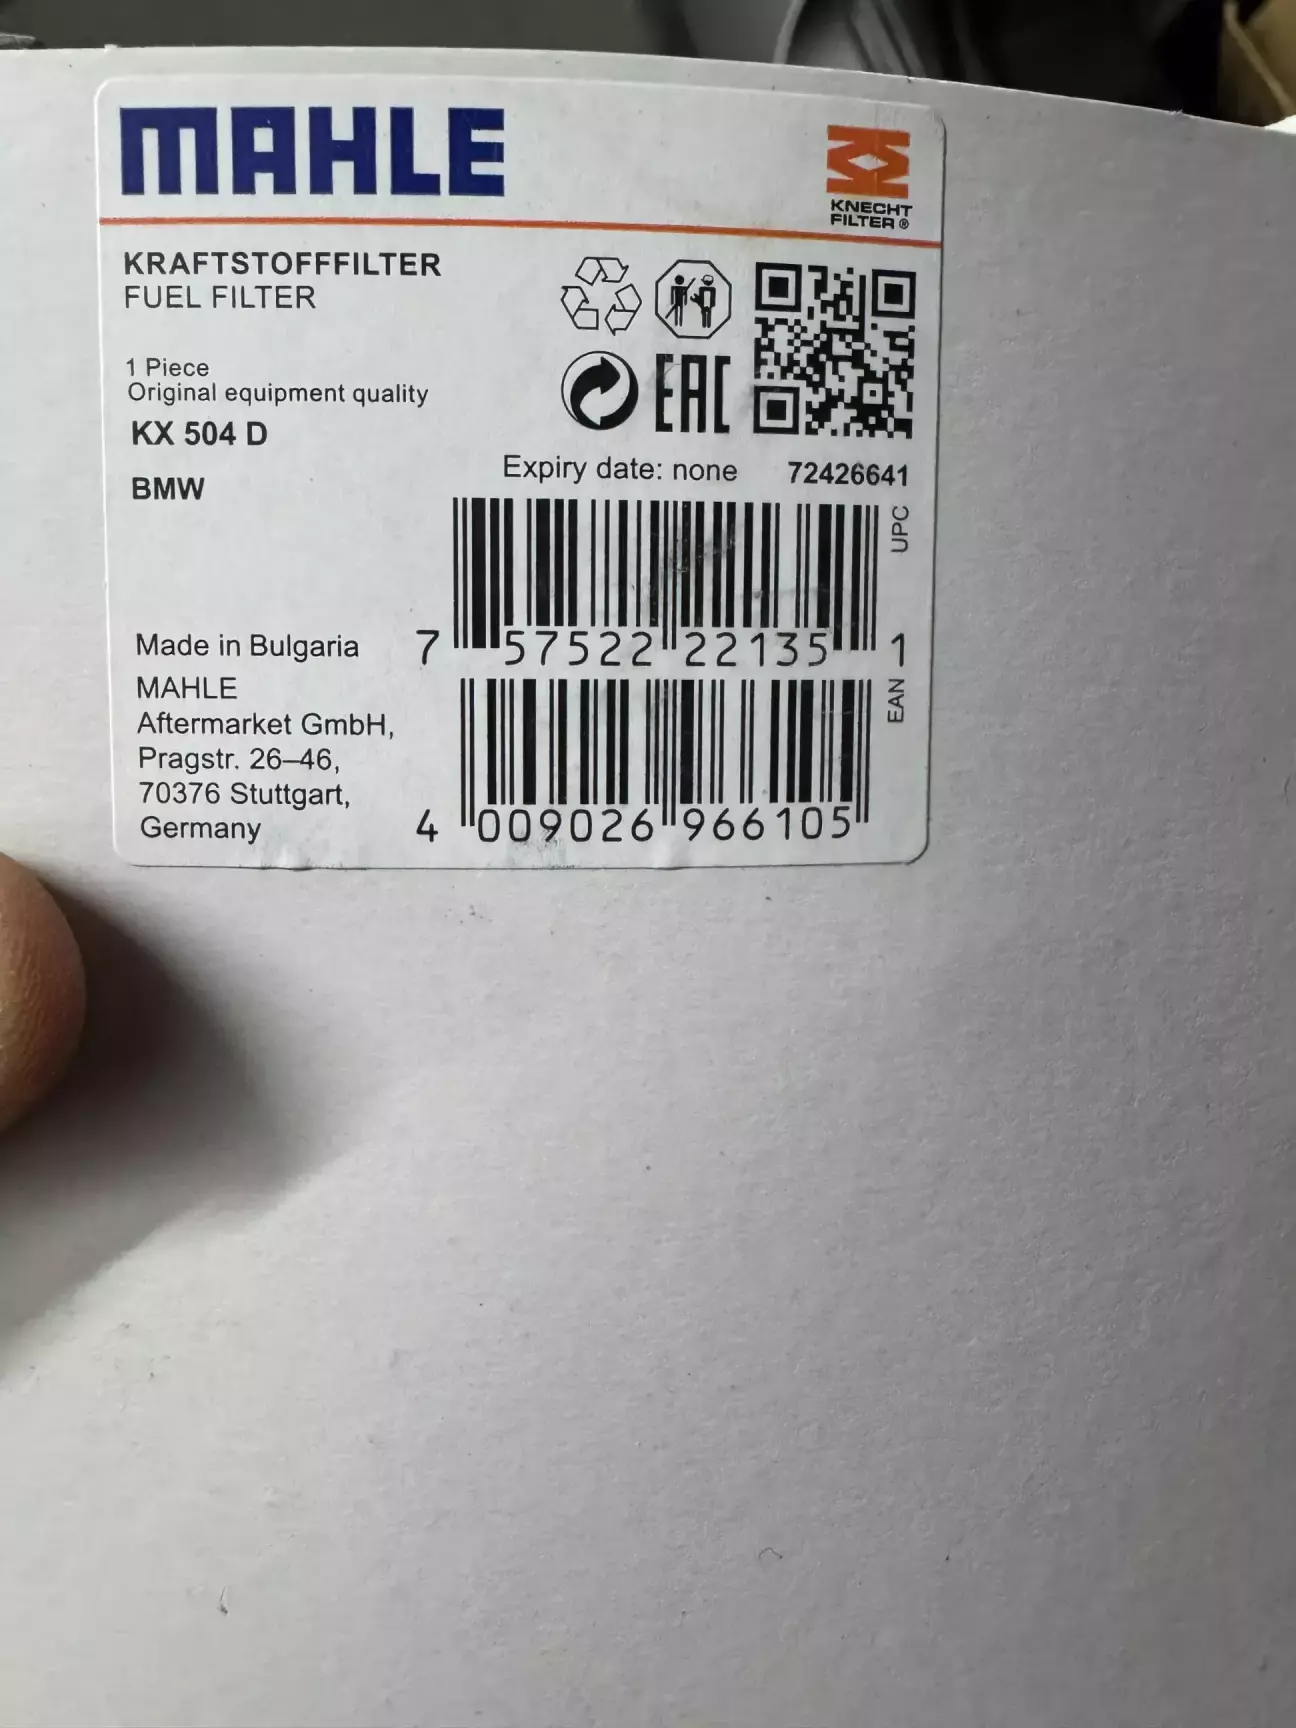 MAHLE
KNECHT
FILTER®
KRAFTSTOFFFILTER
FUEL FILTER
1 Piece
Original equipment quality
KX 504 D
BMW
EAC
Expiry date: none 72426641
UPC
7 57522 22135 1
Made in Bulgaria
MAHLE
Aftermarket GmbH,
Pragstr. 26–46,
70376 Stuttgart,
Germany
EAN
4 009026 966105